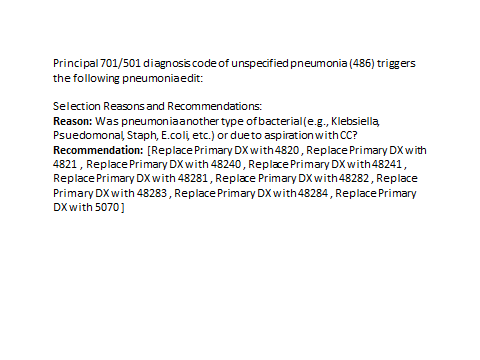 Principal 701/501 diagnosis code of unspecified pneumonia (486) triggers
the following pneumonia edit:
Selection Reasons and Recommendations:
Reason: Was pneumonia another type of bacterial (e.g., Klebsiella,
Psuedomonal, Staph, E.coli, etc.) or due to aspiration with CC?
Recommendation: [Replace Primary DX with 4820 , Replace Primary DX with
4821 , Replace Primary DX with 48240 , Replace Primary DX with 48241 ,
Replace Primary DX with 48281 , Replace Primary DX with 48282 , Replace
Primary DX with 48283 , Replace Primary DX with 48284 , Replace Primary
DX with 5070 ]